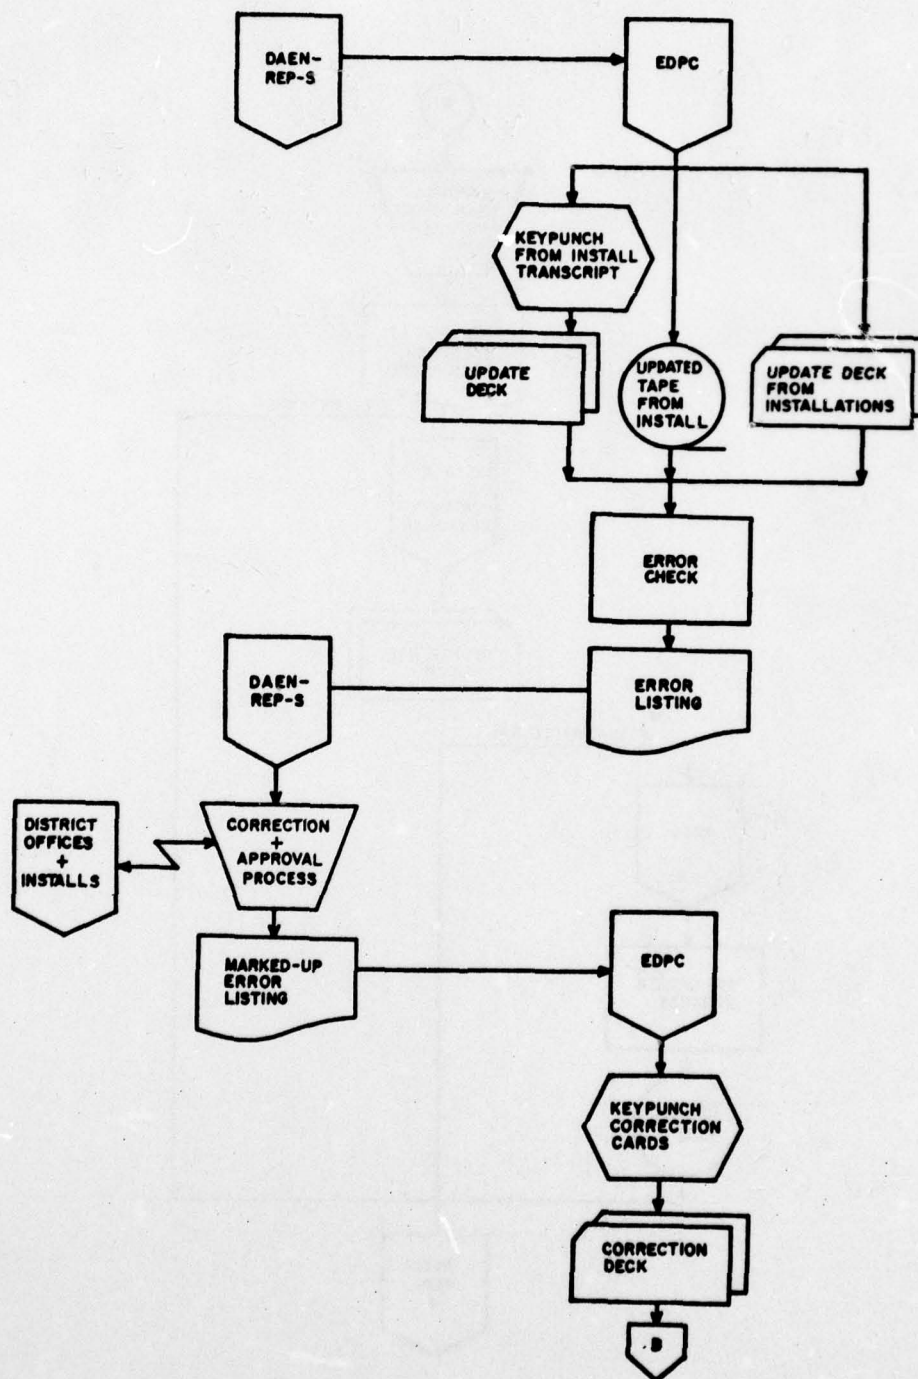 DAEN-
REP-S
EDPC
KEYPUNCH
FROM INSTALL
TRANSCRIPT
UPDATE
DECK
UPDATED
TAPE
FROM
INSTALL
UPDATE DECK
FROM
INSTALLATIONS
ERROR
CHECK
DAEN-
REP-S
ERROR
LISTING
DISTRICT
OFFICES
+
INSTALLS
CORRECTION
+
APPROVAL
PROCESS
MARKED-UP
ERROR
LISTING
EDPC
KEYPUNCH
CORRECTION
CARDS
CORRECTION
DECK